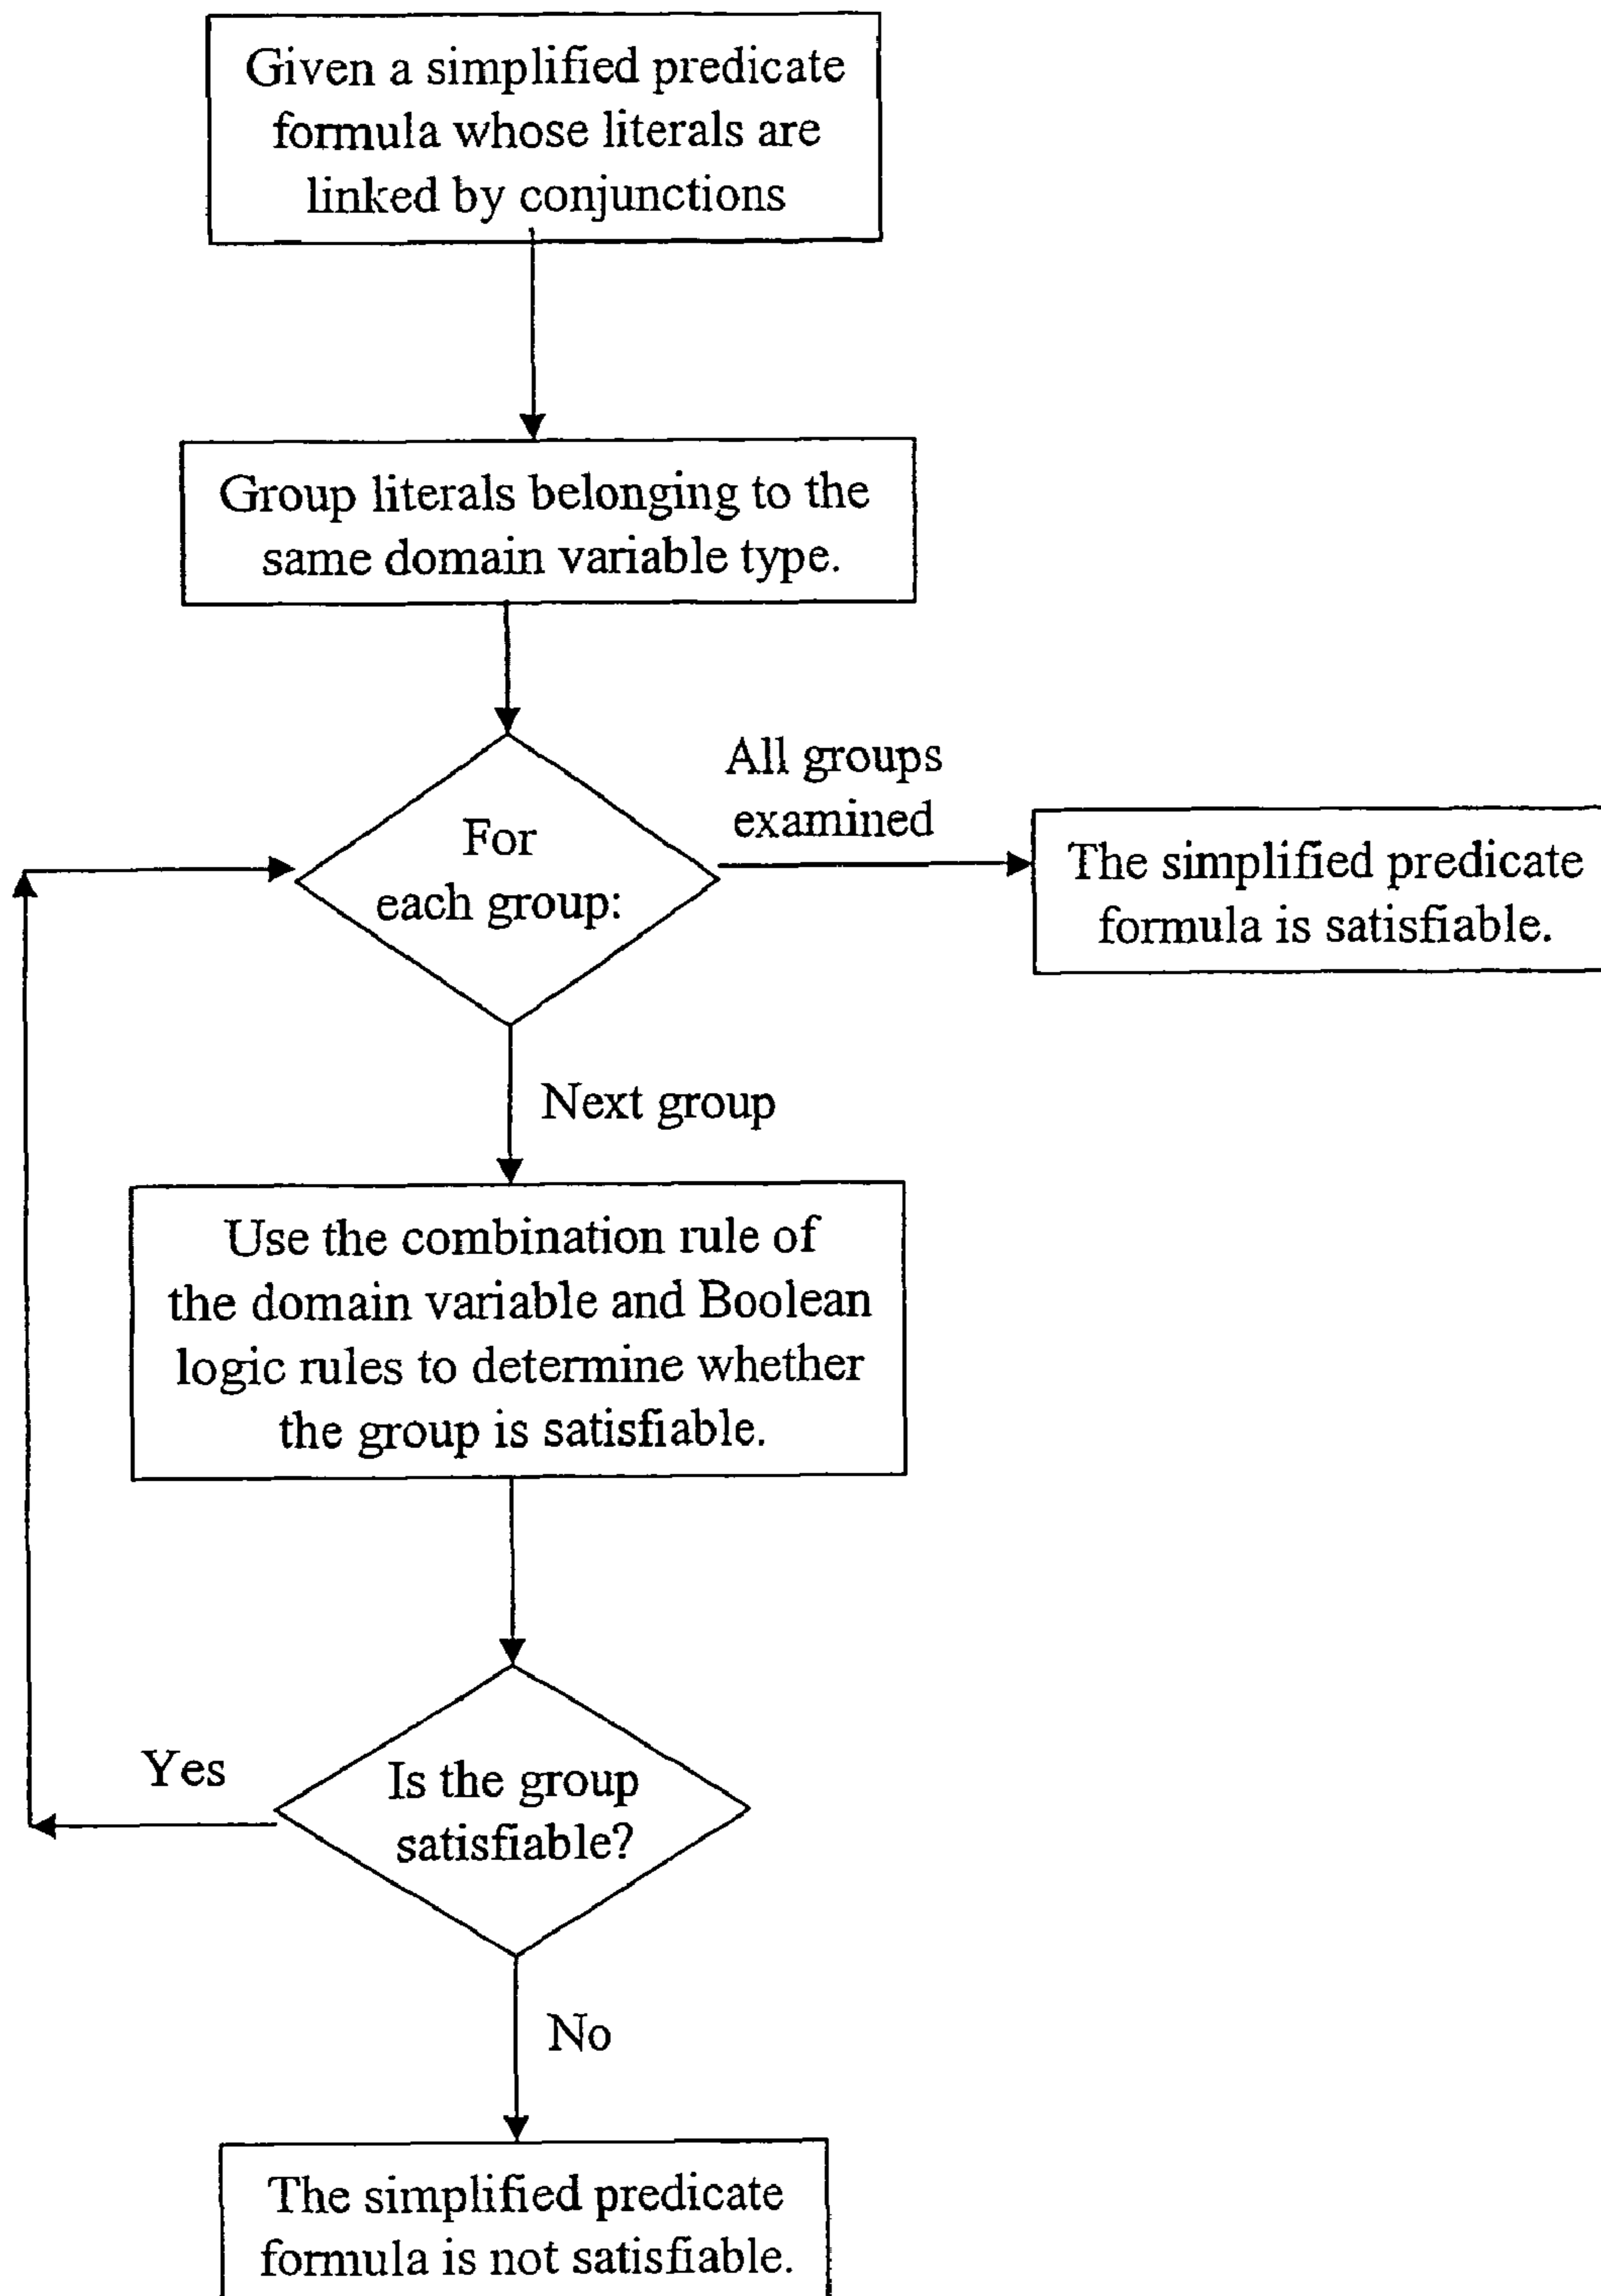 Given a simplified predicate
formula whose literals are
linked by conjunctions
Group literals belonging to the
same domain variable type.
For
each group:
All groups
examined
The simplified predicate
formula is satisfiable.
Next group
Use the combination rule of
the domain variable and Boolean
logic rules to determine whether
the group is satisfiable.
Is the group
satisfiable?
Yes
No
The simplified predicate
formula is not satisfiable.